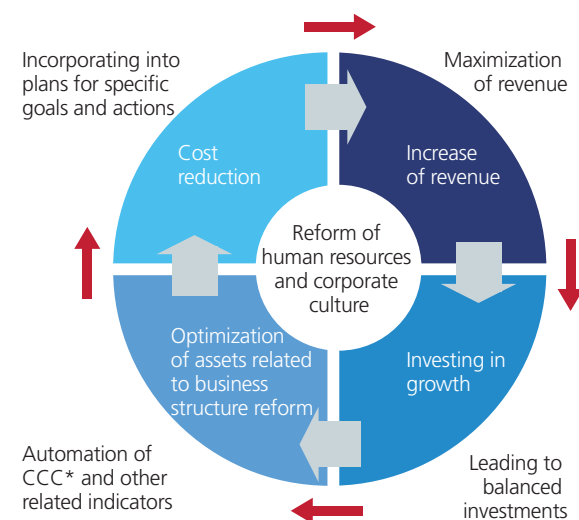 Incorporating into
plans for specific
goals and actions
Maximization
of revenue
Cost
reduction
Increase
of revenue
Reform of
human resources
and corporate
culture
Optimization
of assets related
to business
structure reform
Investing in
growth
Automation of
CCC* and other
related indicators
Leading to
balanced
investments